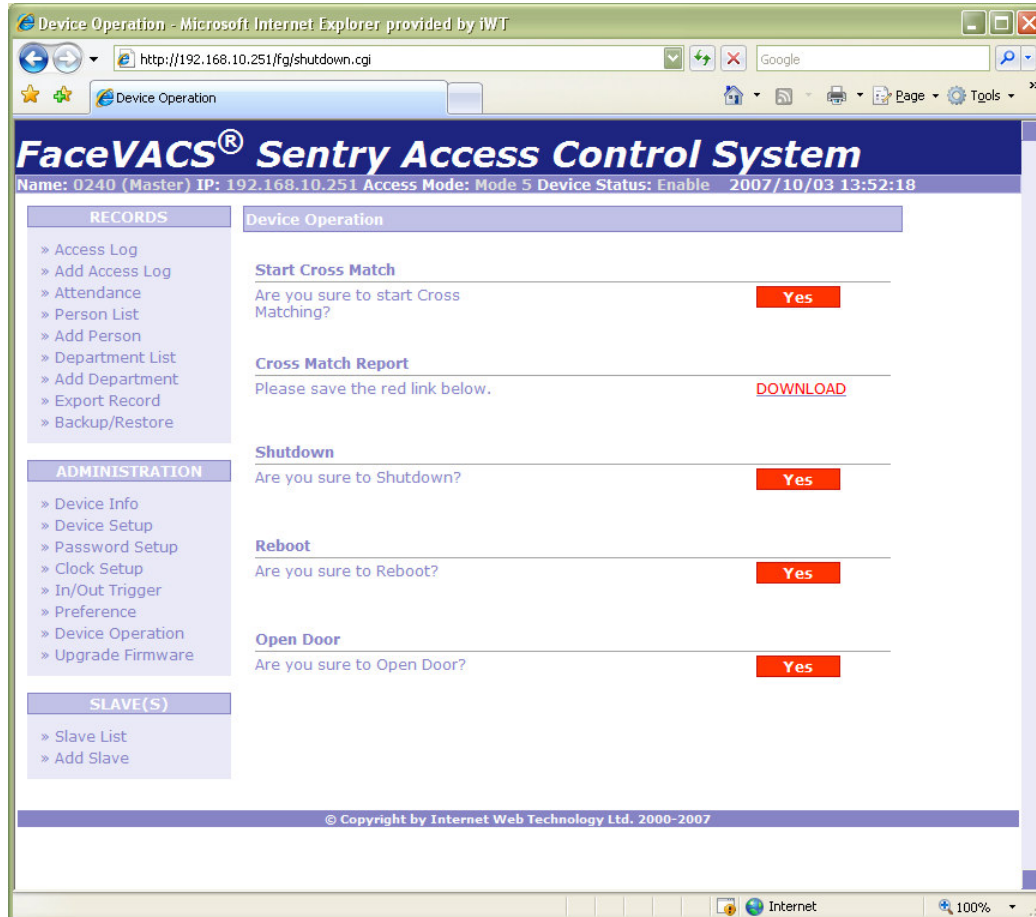 Device Operation - Microsoft Internet Explorer provided by iWT
http://192.168.10.251/fg/shutdown.cgi
Google
Device Operation
Page
Tools
»
FaceVACS® Sentry Access Control System
Name: 0240 (Master) IP: 192.168.10.251 Access Mode: Mode 5 Device Status: Enable 2007/10/03 13:52:18
RECORDS
» Access Log
» Add Access Log
» Attendance
» Person List
» Add Person
» Department List
» Add Department
» Export Record
» Backup/Restore
ADMINISTRATION
» Device Info
» Device Setup
» Password Setup
» Clock Setup
» In/Out Trigger
» Preference
» Device Operation
» Upgrade Firmware
SLAVE(S)
» Slave List
» Add Slave
Device Operation
Start Cross Match
Are you sure to start Cross
Matching?
Yes
Cross Match Report
Please save the red link below.
DOWNLOAD
Shutdown
Are you sure to Shutdown?
Yes
Reboot
Are you sure to Reboot?
Yes
Open Door
Are you sure to Open Door?
Yes
© Copyright by Internet Web Technology Ltd. 2000-2007
Internet
100%